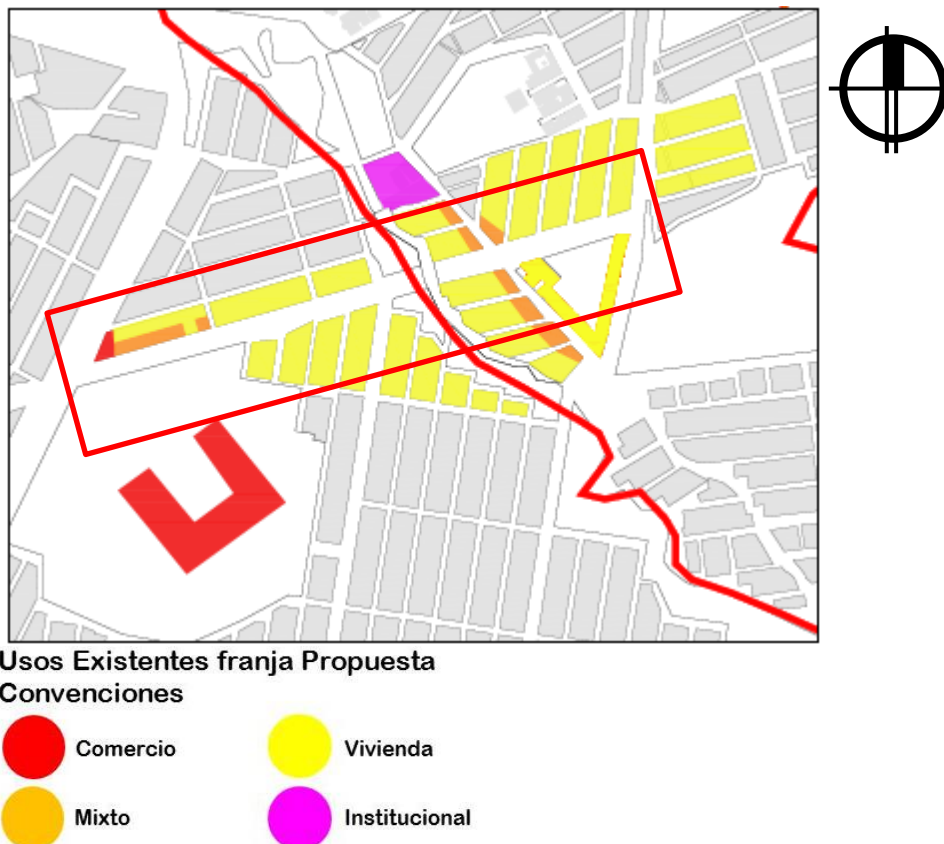 Usos Existentes franja Propuesta
Convenciones
Comercio
Vivienda
Mixto
Institucional